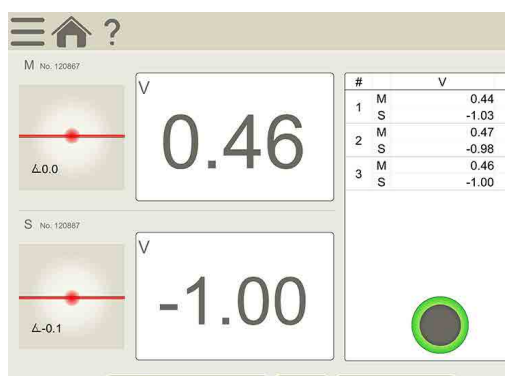 ?
M No. 120867
V
0.46
∡0.0
S No. 120867
V
-1.00
∡-0.1
# V
1 M 0.44
S -1.03
2 M 0.47
S -0.98
3 M 0.46
S -1.00